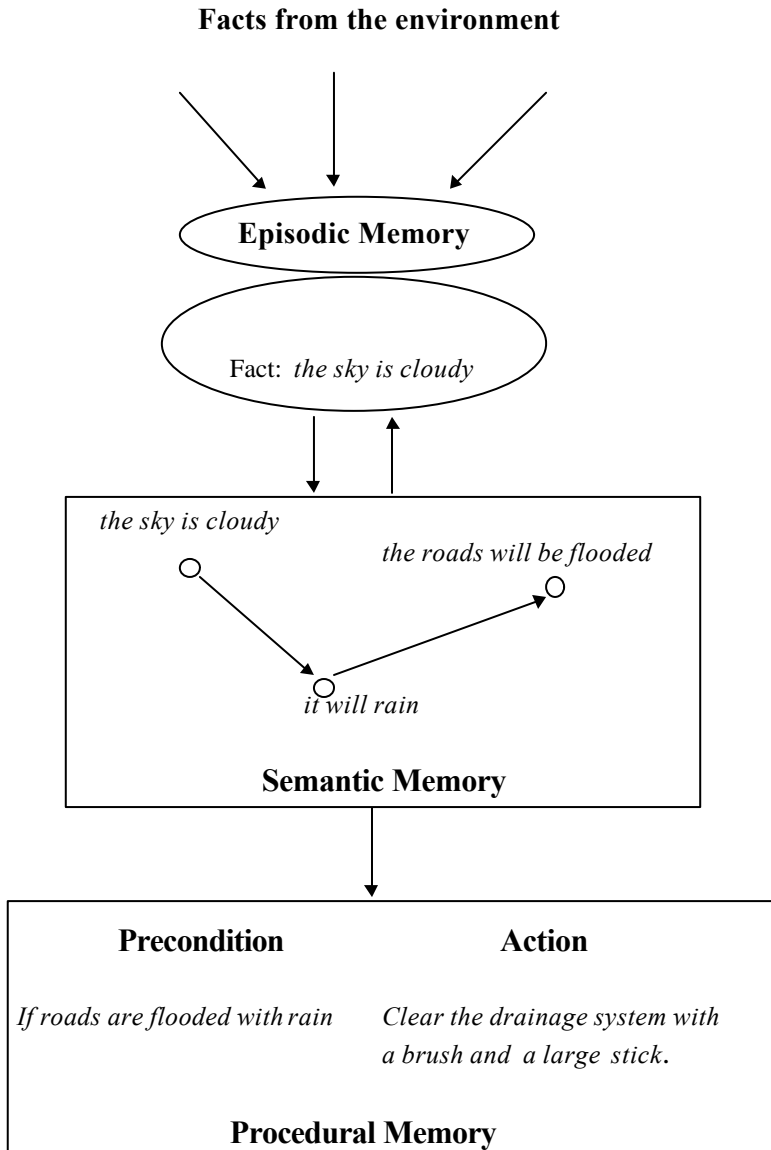 Facts from the environment
Episodic Memory
Fact: the sky is cloudy
the sky is cloudy
the roads will be flooded
it will rain
Semantic Memory
Precondition
Action
If roads are flooded with rain
Clear the drainage system with
a brush and a large stick.
Procedural Memory